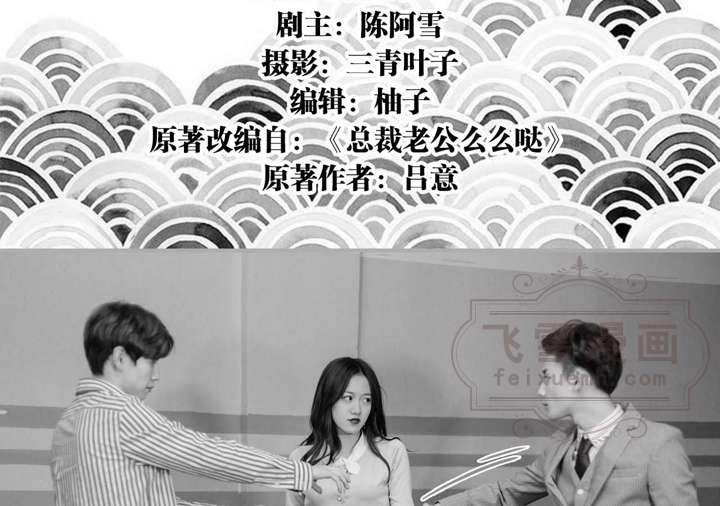 剧主：陈阿雪
摄影：三青叶子
编辑：柚子
原著改编自：《总裁老公么么哒》
原著作者：吕意
飞雪漫画
feixuemh.com